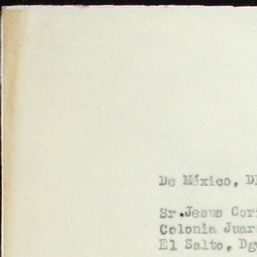 De México, D
Sr.Jesus Cor
Colonia Juar
El Salto, Dg